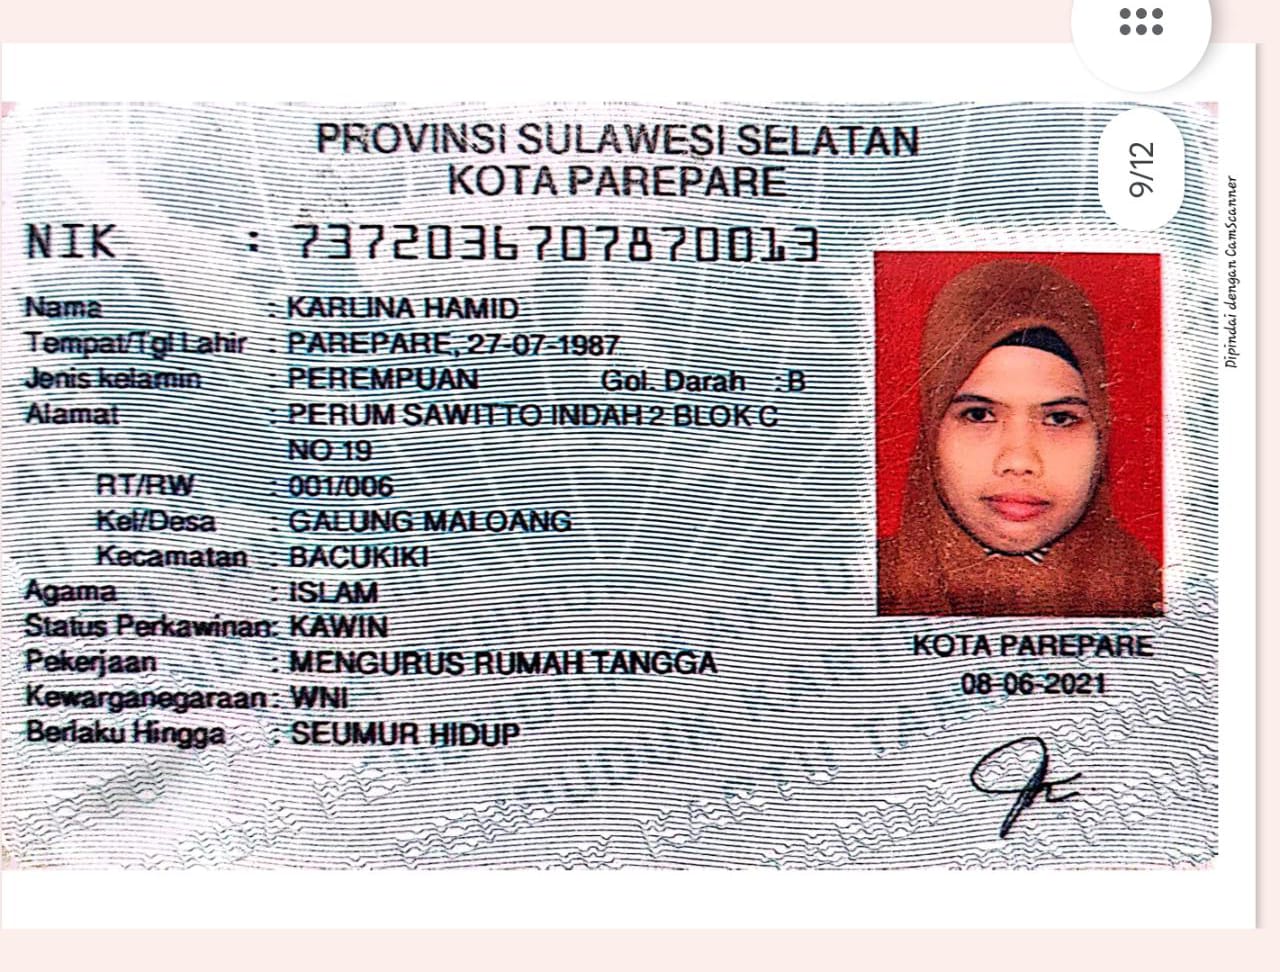 PROVINSI SULAWESI SELATAN
KOTA PAREPARE
NIK : 7372036707870013
Nama : KARLINA HAMID
Tempat/Tgl Lahir : PAREPARE, 27-07-1987
Jenis kelamin : PEREMPUAN Gol. Darah : B
Alamat : PERUM SAWITTO INDAH 2 BLOK C
NO 19
RT/RW : 001/006
Kel/Desa : GALUNG MALOANG
Kecamatan : BACUKIKI
Agama : ISLAM
Status Perkawinan: KAWIN
Pekerjaan : MENGURUS RUMAH TANGGA
Kewarganegaraan : WNI
Berlaku Hingga : SEUMUR HIDUP
KOTA PAREPARE
08-06-2021
9/12
Dipindai dengan CamScanner